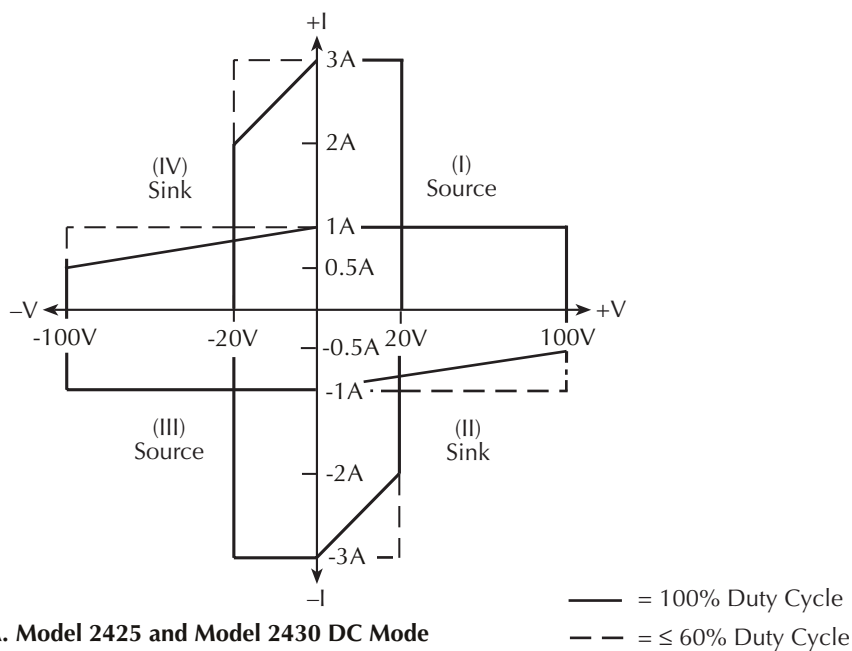 +I
3A
2A
(IV)
Sink
(I)
Source
1A
0.5A
–V
+V
-100V
-20V
20V
100V
-0.5A
-1A
(III)
Source
(II)
Sink
-2A
-3A
–I
= 100% Duty Cycle
. Model 2425 and Model 2430 DC Mode
= ≤ 60% Duty Cycle